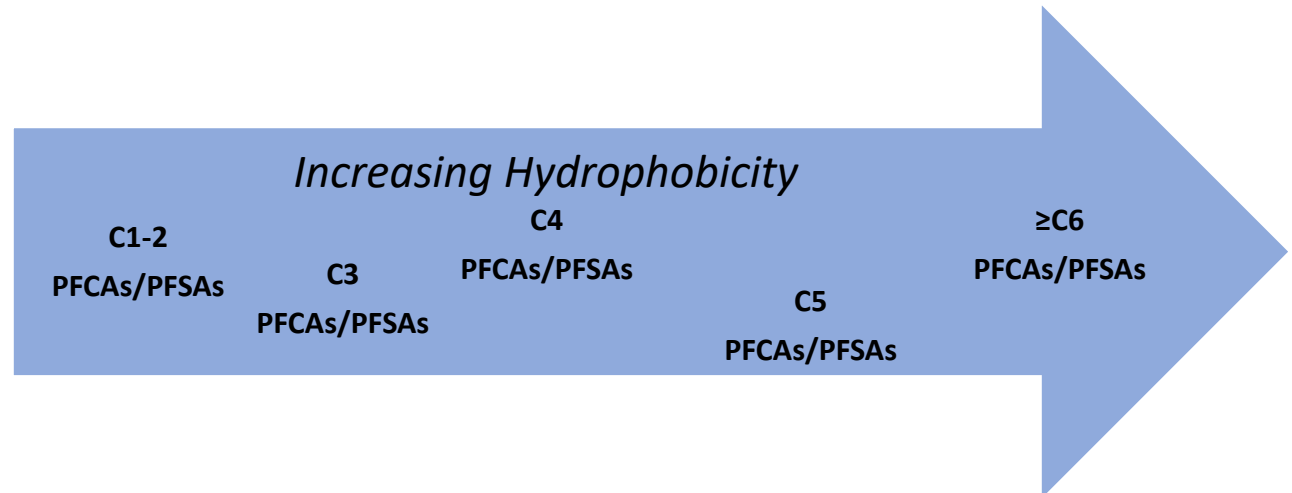 Increasing Hydrophobicity
C1-2
PFCAs/PFSAs
C3
PFCAs/PFSAs
C4
PFCAs/PFSAs
C5
PFCAs/PFSAs
≥C6
PFCAs/PFSAs